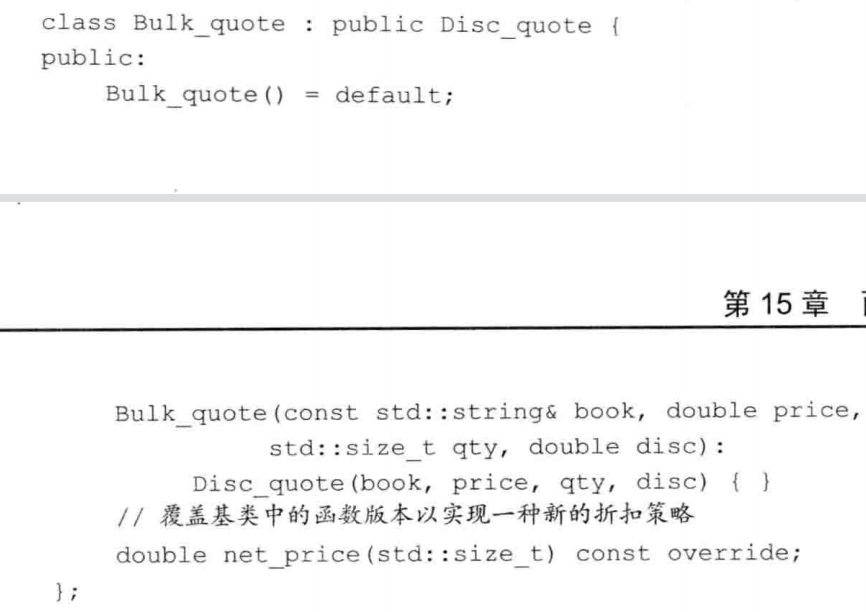 class Bulk_quote : public Disc_quote {
public:
Bulk_quote() = default;
第 15 章
Bulk_quote(const std::string& book, double price,
std::size_t qty, double disc):
Disc_quote(book, price, qty, disc) { }
// 覆盖基类中的函数版本以实现一种新的折扣策略
double net_price(std::size_t) const override;
};